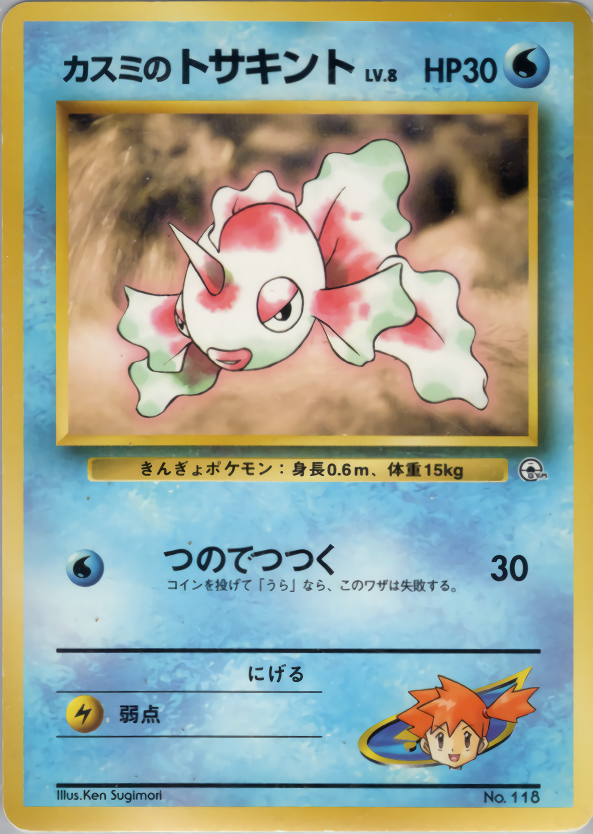 カスミの トサキント LV.8 HP30
きんぎょポケモン：身長0.6m、体重15kg
つのでつつく 30
コインを投げて「うら」なら、このワザは失敗する。
にげる
弱点
Illus.Ken Sugimori No. 118